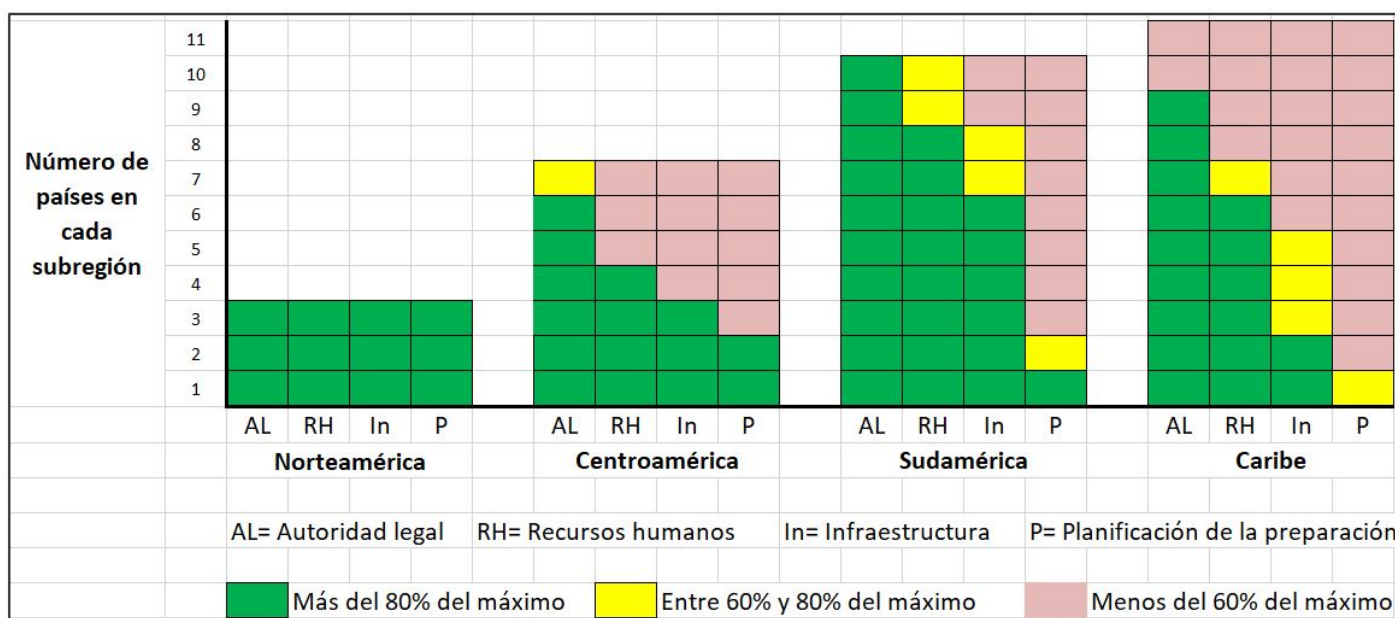 11
10
9
8
7
6
5
4
3
2
1
Número de
países en
cada
subregión
AL RH In P AL RH In P AL RH In P AL RH In P
Norteamérica Centroamérica Sudamérica Caribe
AL= Autoridad legal RH= Recursos humanos In= Infraestructura P= Planificación de la preparación
Más del 80% del máximo Entre 60% y 80% del máximo Menos del 60% del máximo